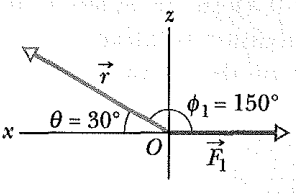 z
r⃗
ϕ₁ = 150°
θ = 30°
x
O
F⃗₁